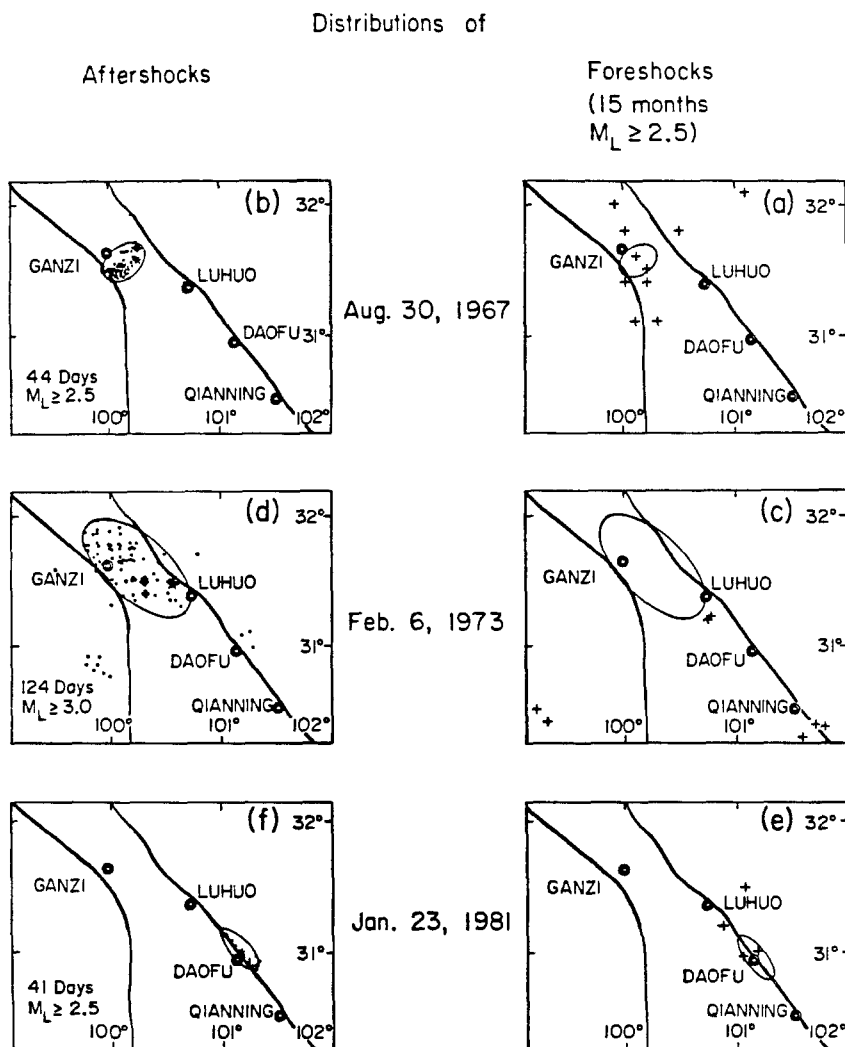 Distributions of
Aftershocks
Foreshocks
(15 months
M_L ≥ 2.5)
(b)
32°
GANZI
LUHUO
31°
DAOFU
44 Days
M_L ≥ 2.5
QIANNING
100°
101°
102°
Aug. 30, 1967
(a)
32°
GANZI
LUHUO
31°
DAOFU
QIANNING
100°
101°
102°
(d)
32°
GANZI
LUHUO
31°
DAOFU
124 Days
M_L ≥ 3.0
QIANNING
100°
101°
102°
Feb. 6, 1973
(c)
32°
GANZI
LUHUO
31°
DAOFU
QIANNING
100°
101°
102°
(f)
32°
GANZI
LUHUO
31°
DAOFU
41 Days
M_L ≥ 2.5
QIANNING
100°
101°
102°
Jan. 23, 1981
(e)
32°
GANZI
LUHUO
31°
DAOFU
QIANNING
100°
101°
102°